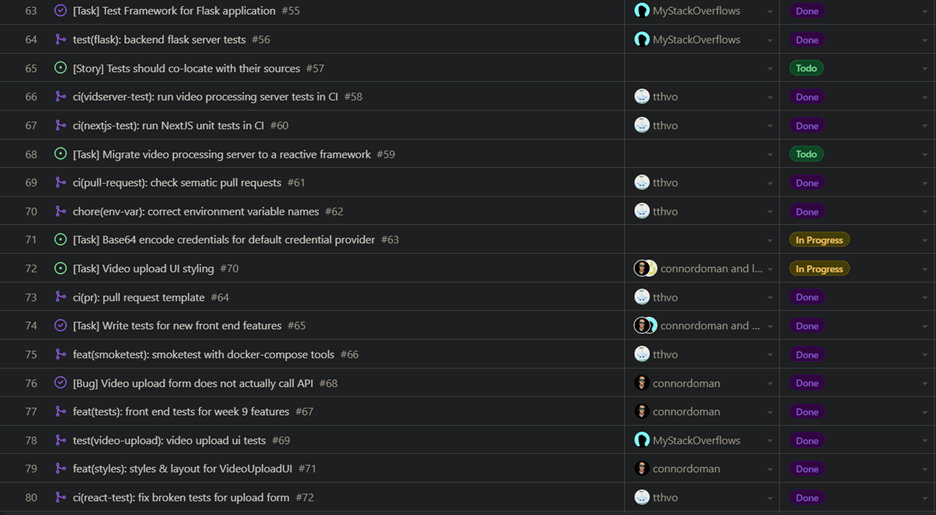 63 [Task] Test Framework for Flask application #55 MyStackOverflows Done
64 test(flask): backend flask server tests #56 MyStackOverflows Done
65 [Story] Tests should co-locate with their sources #57 Todo
66 ci(vidserver-test): run video processing server tests in CI #58 tthvo Done
67 ci(nextjs-test): run NextJS unit tests in CI #60 tthvo Done
68 [Task] Migrate video processing server to a reactive framework #59 Todo
69 ci(pull-request): check sematic pull requests #61 tthvo Done
70 chore(env-var): correct environment variable names #62 tthvo Done
71 [Task] Base64 encode credentials for default credential provider #63 In Progress
72 [Task] Video upload UI styling #70 connordoman and l... In Progress
73 ci(pr): pull request template #64 tthvo Done
74 [Task] Write tests for new front end features #65 connordoman and ... Done
75 feat(smoketest): smoketest with docker-compose tools #66 tthvo Done
76 [Bug] Video upload form does not actually call API #68 connordoman Done
77 feat(tests): front end tests for week 9 features #67 connordoman Done
78 test(video-upload): video upload ui tests #69 MyStackOverflows Done
79 feat(styles): styles & layout for VideoUploadUI #71 connordoman Done
80 ci(react-test): fix broken tests for upload form #72 tthvo Done